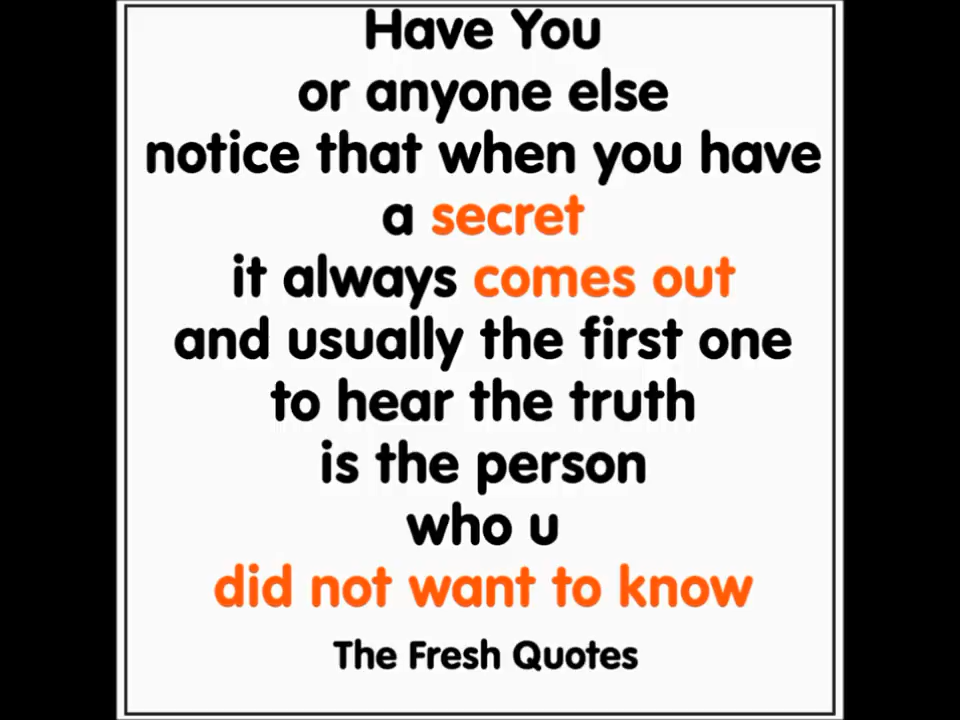 Have You
or anyone else
notice that when you have
a secret
it always comes out
and usually the first one
to hear the truth
is the person
who u
did not want to know
The Fresh Quotes